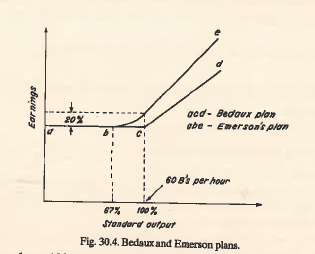 Earnings
20%
e
d
acd - Bedaux plan
abe - Emerson's plan
a
b
c
60 B's per hour
67%
100%
Standard output
Fig. 30.4. Bedaux and Emerson plans.